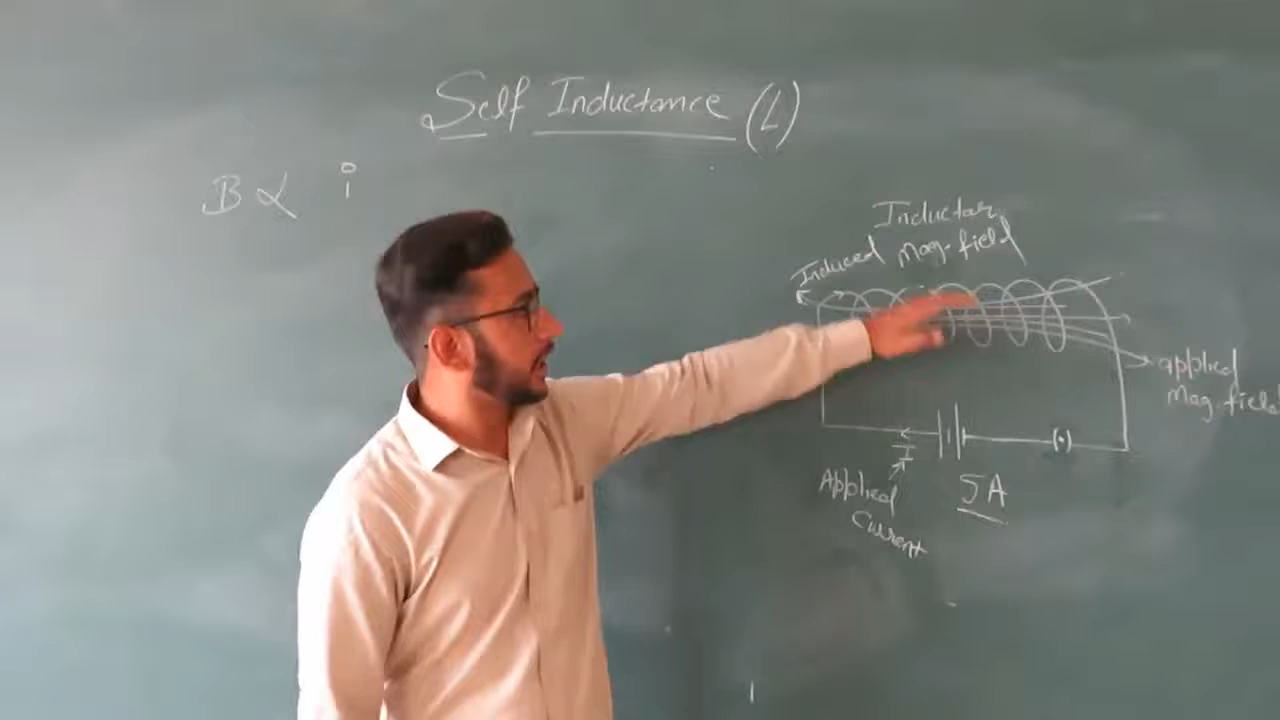 Self Inductance (L)
B ∝ i
Inductor
Induced Mag. field
applied
Mag. field
I
Applied
Current
5A